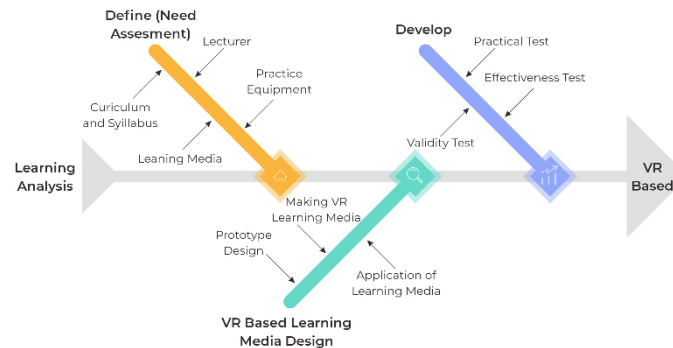 Define (Need
Assesment)
Lecturer
Practice
Equipment
Curiculum
and Syillabus
Leaning Media
Develop
Practical Test
Effectiveness Test
Validity Test
Learning
Analysis
VR
Based
Making VR
Learning Media
Prototype
Design
Application of
Learning Media
VR Based Learning
Media Design